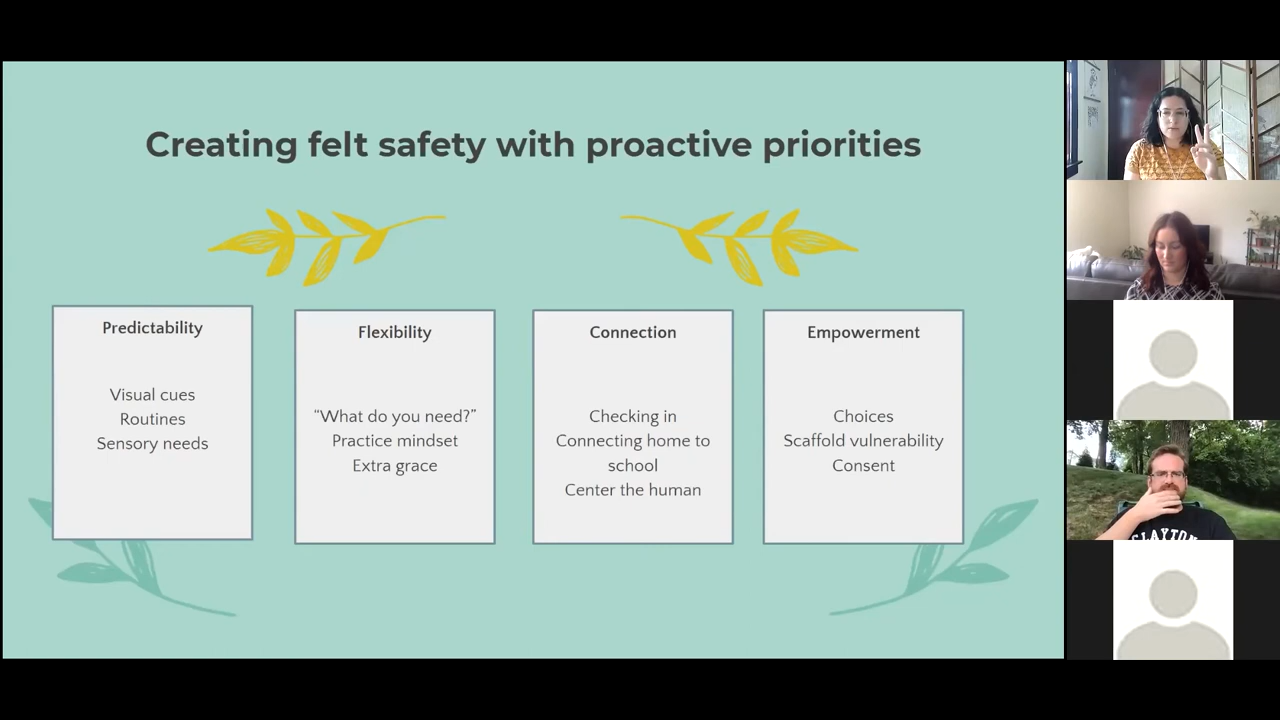 Creating felt safety with proactive priorities
Predictability
Visual cues
Routines
Sensory needs
Flexibility
“What do you need?”
Practice mindset
Extra grace
Connection
Checking in
Connecting home to
school
Center the human
Empowerment
Choices
Scaffold vulnerability
Consent
CLAYTON